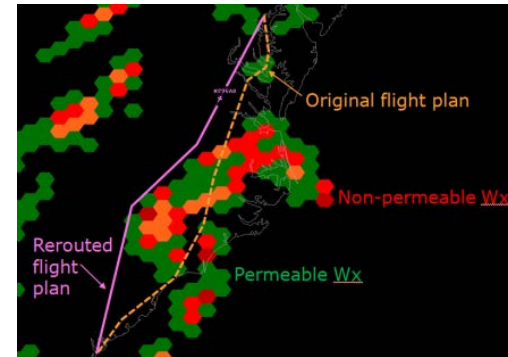 Original flight plan
Non-permeable Wx
Rerouted
flight
plan
Permeable Wx